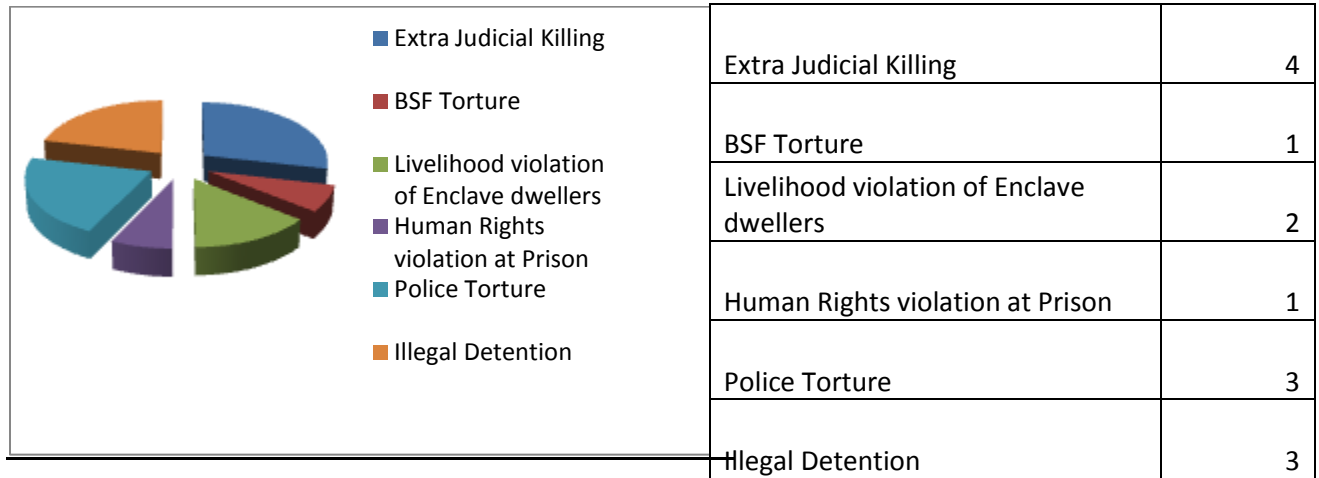 Extra Judicial Killing
BSF Torture
Livelihood violation
of Enclave dwellers
Human Rights
violation at Prison
Police Torture
Illegal Detention
Extra Judicial Killing 4
BSF Torture 1
Livelihood violation of Enclave
dwellers 2
Human Rights violation at Prison 1
Police Torture 3
Illegal Detention 3